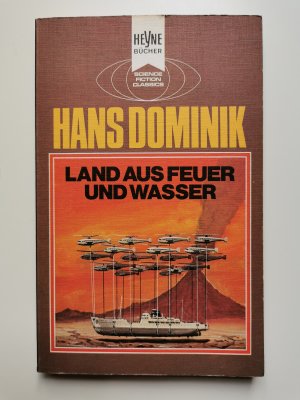 HEYNE
BÜCHER
SCIENCE
FICTION
CLASSICS
HANS DOMINIK
LAND AUS FEUER
UND WASSER